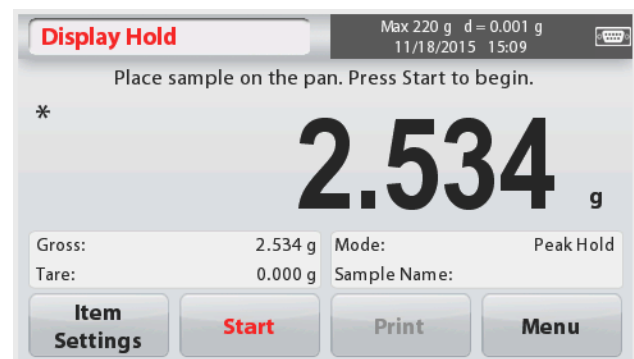 Display Hold
Max 220 g d=0.001 g
11/18/2015 15:09
Place sample on the pan. Press Start to begin.
*
2.534 g
Gross: 2.534 g Mode: Peak Hold
Tare: 0.000 g Sample Name:
Item
Settings
Start
Print
Menu